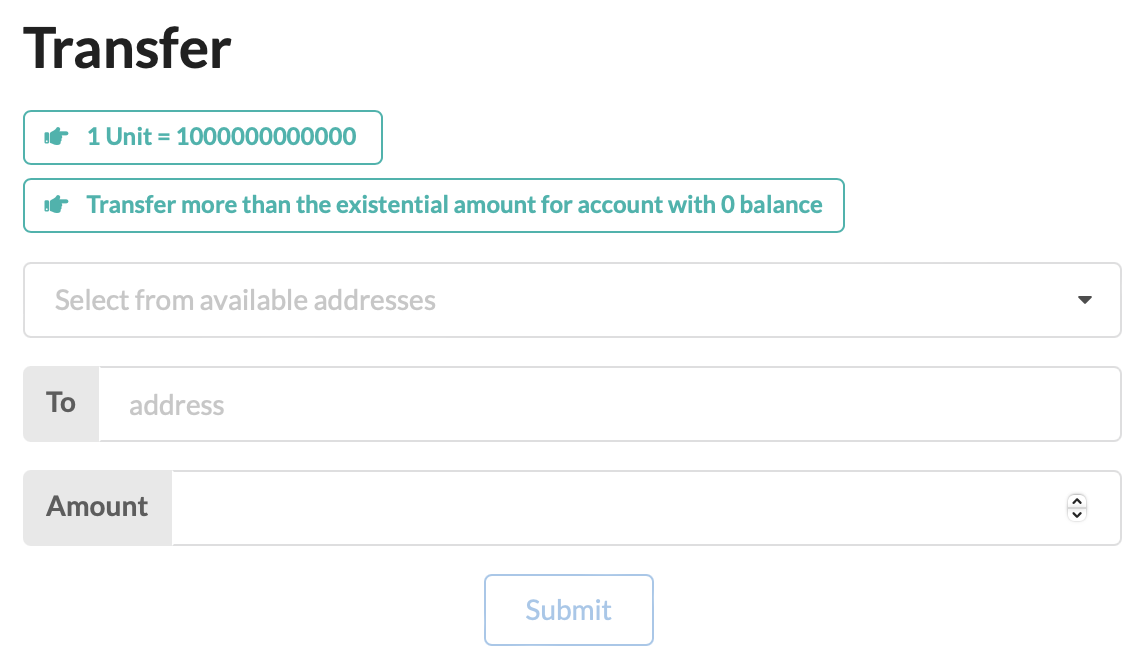 Transfer
1 Unit = 1000000000000
Transfer more than the existential amount for account with 0 balance
Select from available addresses
To address
Amount
Submit